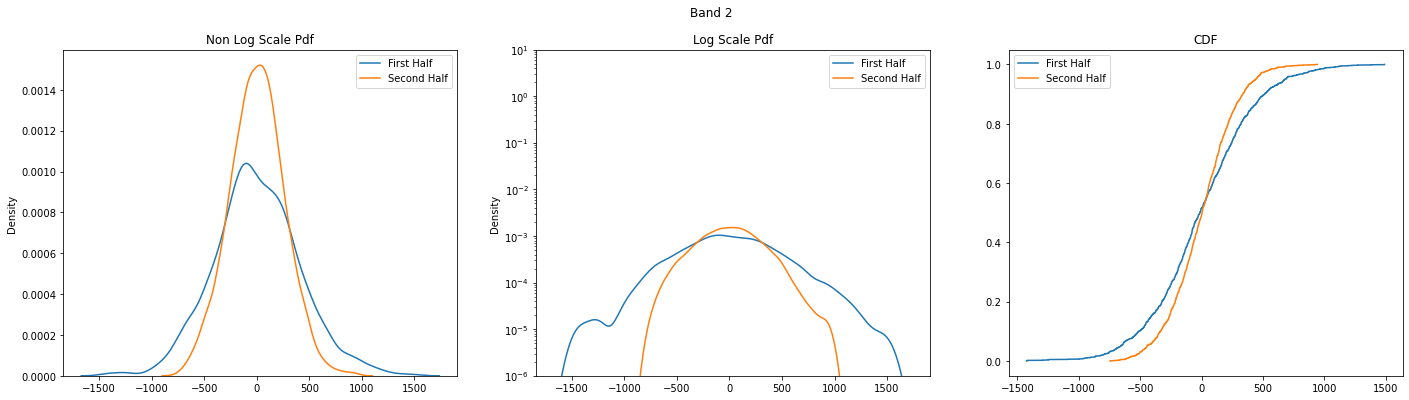 Band 2
Non Log Scale Pdf
First Half
Second Half
Density
0.0014
0.0012
0.0010
0.0008
0.0006
0.0004
0.0002
0.0000
−1500 −1000 −500 0 500 1000 1500
Log Scale Pdf
First Half
Second Half
Density
10^1
10^0
10^−1
10^−2
10^−3
10^−4
10^−5
10^−6
−1500 −1000 −500 0 500 1000 1500
CDF
First Half
Second Half
1.0
0.8
0.6
0.4
0.2
0.0
−1500 −1000 −500 0 500 1000 1500